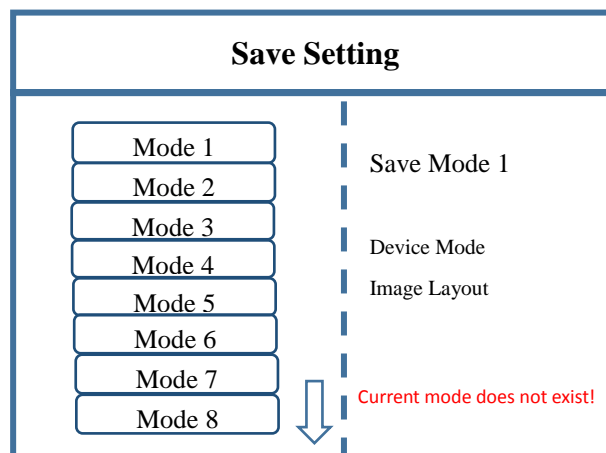 Save Setting
Mode 1
Mode 2
Mode 3
Mode 4
Mode 5
Mode 6
Mode 7
Mode 8
Save Mode 1
Device Mode
Image Layout
Current mode does not exist!